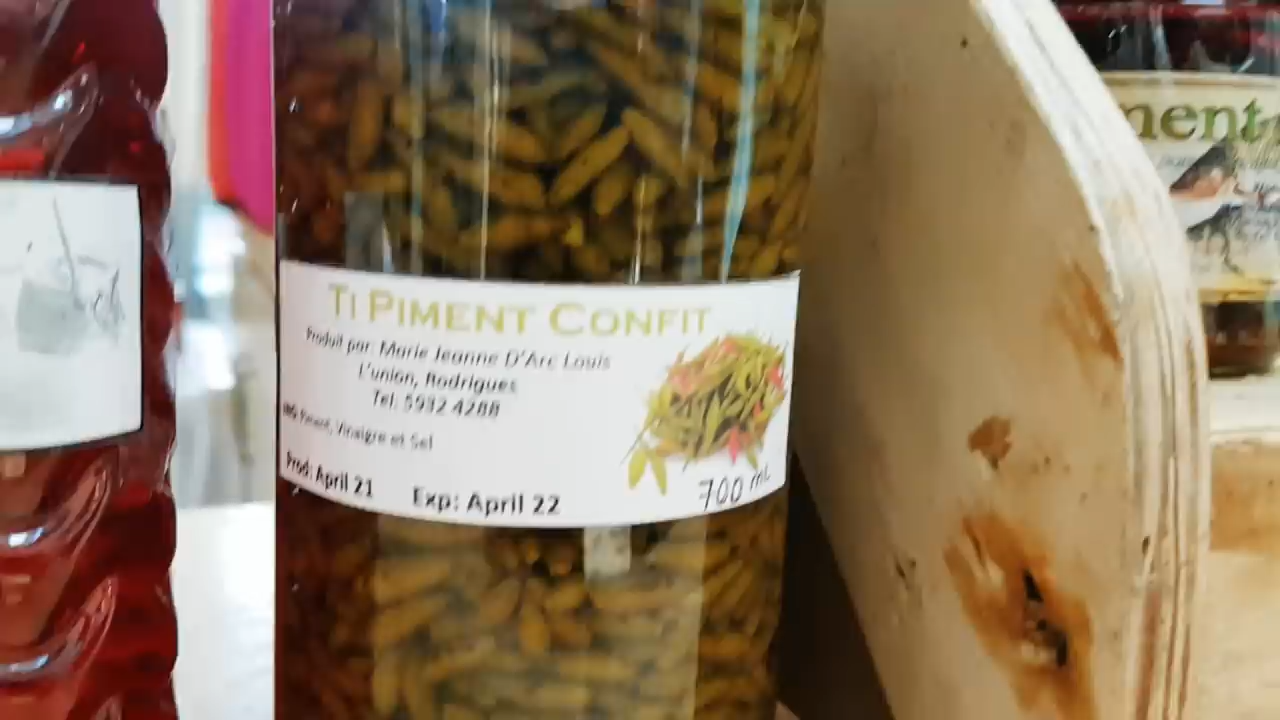 TI PIMENT CONFIT
Produit par: Marie Jeanne D'Arc Louis
L'union, Rodrigues
Tel: 5932 4288
ING Piment, Vinaigre et Sel
Prod: April 21 Exp: April 22
700 mL
ment